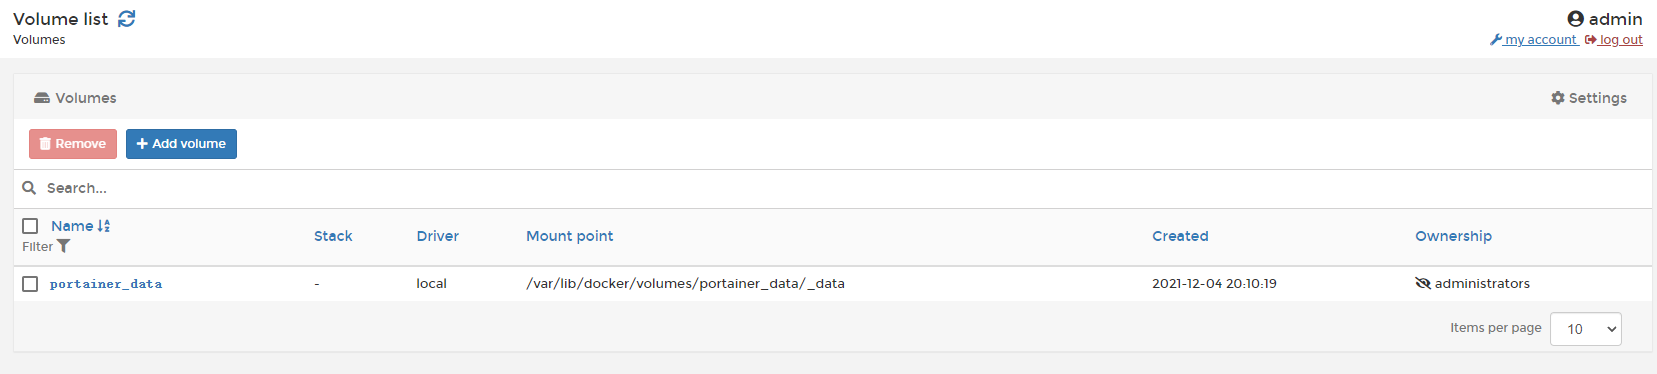 Volume list
admin
Volumes
my account log out
Volumes
Settings
Remove
Add volume
Search...
Name
Filter
Stack
Driver
Mount point
Created
Ownership
portainer_data
-
local
/var/lib/docker/volumes/portainer_data/_data
2021-12-04 20:10:19
administrators
Items per page
10